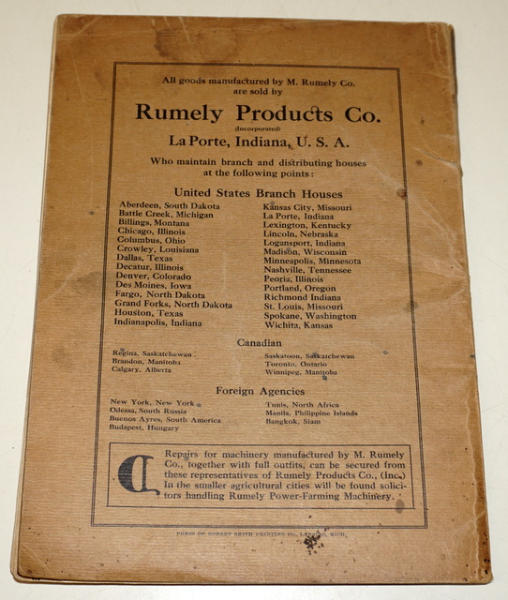 All goods manufactured by M. Rumely Co.
are sold by
Rumely Products Co.
(Incorporated)
La Porte, Indiana, U. S. A.
Who maintain branch and distributing houses
at the following points:
United States Branch Houses
Aberdeen, South Dakota
Battle Creek, Michigan
Billings, Montana
Chicago, Illinois
Columbus, Ohio
Crowley, Louisiana
Dallas, Texas
Decatur, Illinois
Denver, Colorado
Des Moines, Iowa
Fargo, North Dakota
Grand Forks, North Dakota
Houston, Texas
Indianapolis, Indiana
Kansas City, Missouri
La Porte, Indiana
Lexington, Kentucky
Lincoln, Nebraska
Logansport, Indiana
Madison, Wisconsin
Minneapolis, Minnesota
Nashville, Tennessee
Peoria, Illinois
Portland, Oregon
Richmond Indiana
St. Louis, Missouri
Spokane, Washington
Wichita, Kansas
Canadian
Regina, Saskatchewan
Brandon, Manitoba
Calgary, Alberta
Saskatoon, Saskatchewan
Toronto, Ontario
Winnipeg, Manitoba
Foreign Agencies
New York, New York
Odessa, South Russia
Buenos Ayres, South America
Budapest, Hungary
Tunis, North Africa
Manila, Philippine Islands
Bangkok, Siam
Repairs for machinery manufactured by M. Rumely
Co., together with full outfits, can be secured from
these representatives of Rumely Products Co., (Inc.)
In the smaller agricultural cities will be found solici-
tors handling Rumely Power-Farming Machinery.
PRESS OF ROBERT SMITH PRINTING CO., LANSING, MICH.